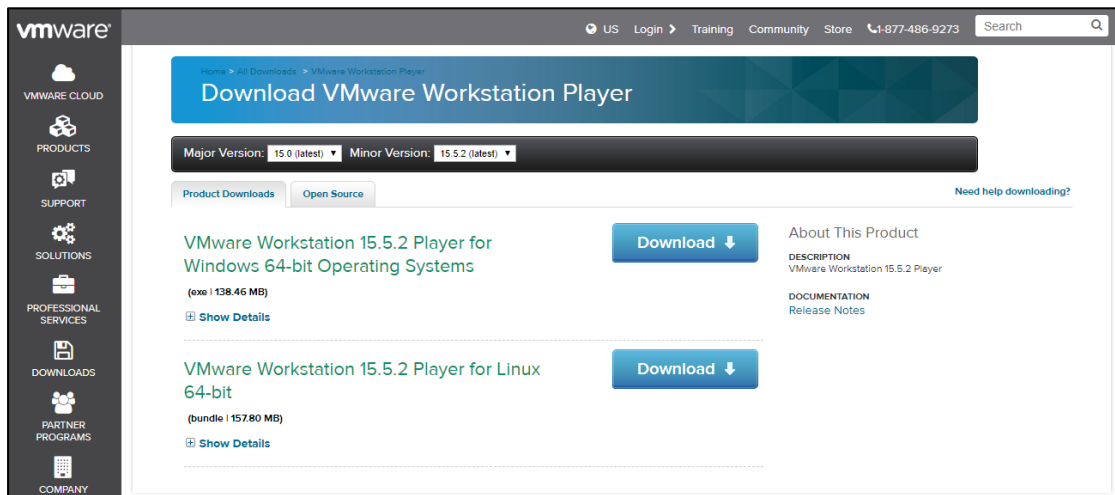 vmware
US Login > Training Community Store 1-877-486-9273 Search
VMWARE CLOUD
PRODUCTS
SUPPORT
SOLUTIONS
PROFESSIONAL
SERVICES
DOWNLOADS
PARTNER
PROGRAMS
COMPANY
Home > All Downloads > VMware Workstation Player
Download VMware Workstation Player
Major Version: 15.0 (latest) Minor Version: 15.5.2 (latest)
Product Downloads Open Source Need help downloading?
VMware Workstation 15.5.2 Player for
Windows 64-bit Operating Systems
(exe | 138.46 MB)
Show Details
Download
VMware Workstation 15.5.2 Player for Linux
64-bit
(bundle | 157.80 MB)
Show Details
Download
About This Product
DESCRIPTION
VMware Workstation 15.5.2 Player
DOCUMENTATION
Release Notes